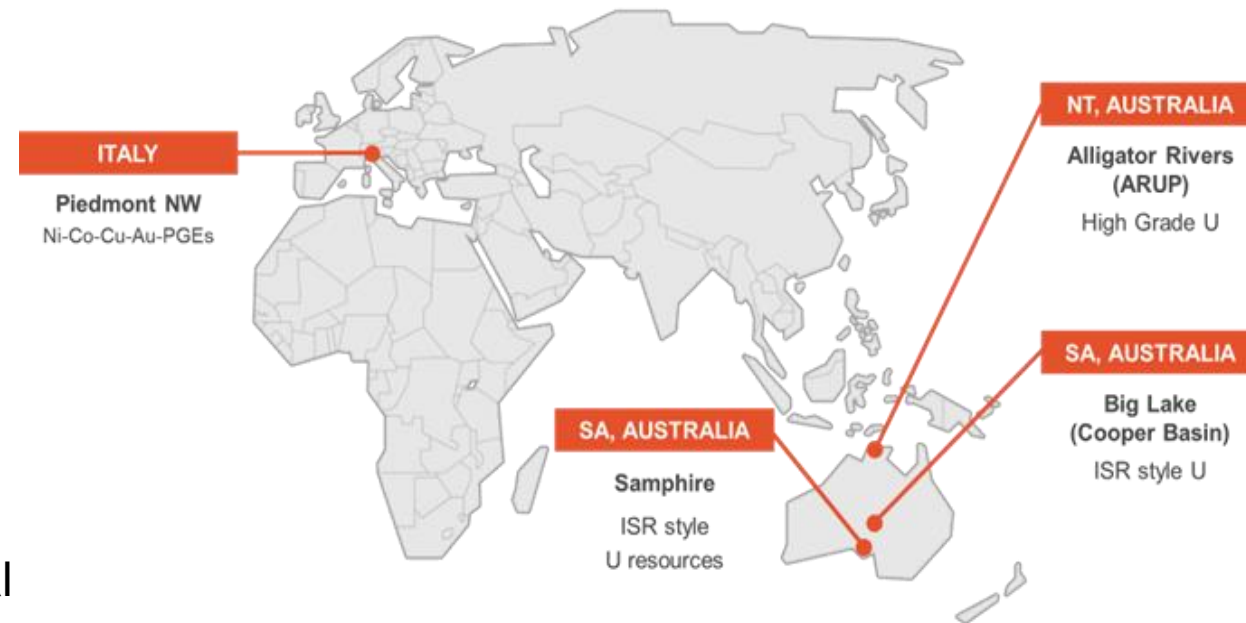 ITALY
Piedmont NW
Ni-Co-Cu-Au-PGEs
NT, AUSTRALIA
Alligator Rivers
(ARUP)
High Grade U
SA, AUSTRALIA
Big Lake
(Cooper Basin)
ISR style U
SA, AUSTRALIA
Samphire
ISR style
U resources